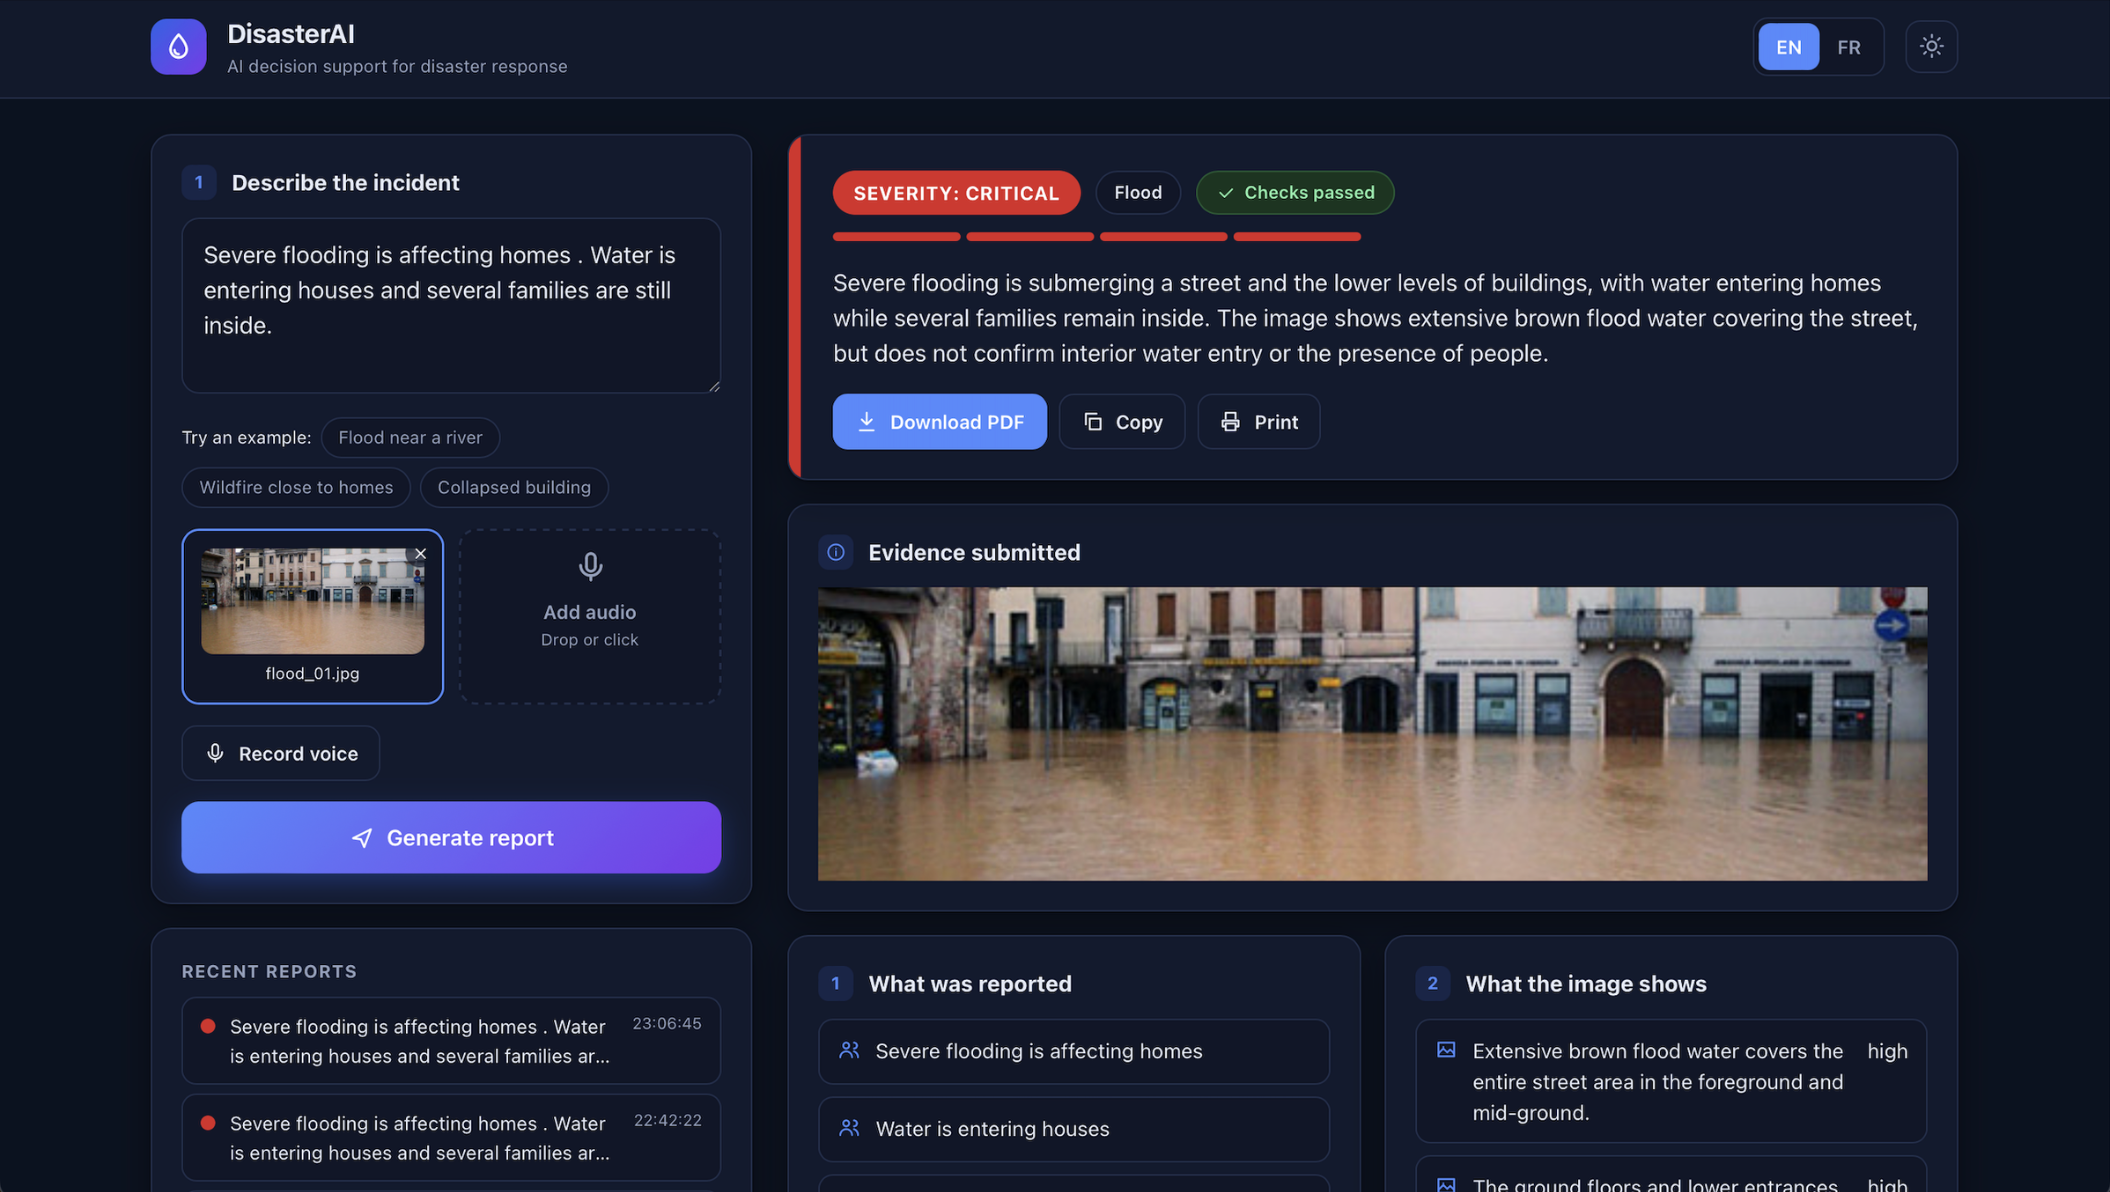 DisasterAI
AI decision support for disaster response
EN
FR
1 Describe the incident
Severe flooding is affecting homes . Water is
entering houses and several families are still
inside.
Try an example:
Flood near a river
Wildfire close to homes
Collapsed building
flood_01.jpg
Add audio
Drop or click
Record voice
Generate report
RECENT REPORTS
Severe flooding is affecting homes . Water 23:06:45
is entering houses and several families ar...
Severe flooding is affecting homes . Water 22:42:22
is entering houses and several families ar...
SEVERITY: CRITICAL
Flood
Checks passed
Severe flooding is submerging a street and the lower levels of buildings, with water entering homes
while several families remain inside. The image shows extensive brown flood water covering the street,
but does not confirm interior water entry or the presence of people.
Download PDF
Copy
Print
Evidence submitted
1 What was reported
Severe flooding is affecting homes
Water is entering houses
2 What the image shows
Extensive brown flood water covers the high
entire street area in the foreground and
mid-ground.
The ground floors and lower entrances high